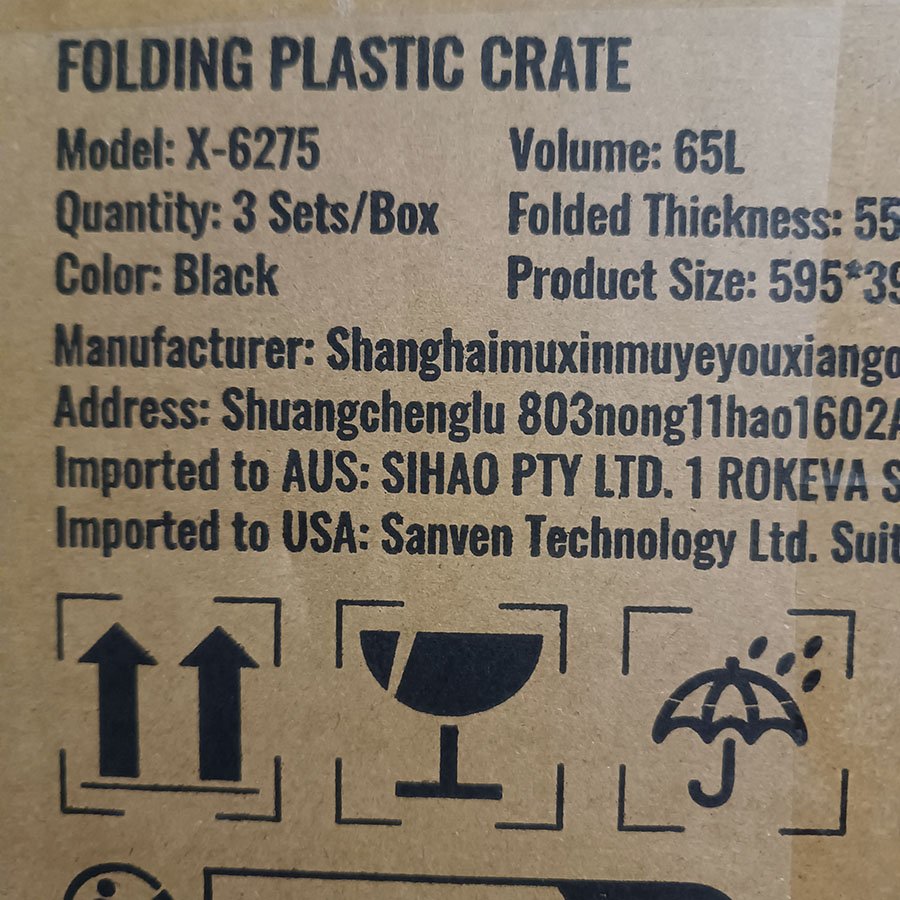 FOLDING PLASTIC CRATE
Model: X-6275 Volume: 65L
Quantity: 3 Sets/Box Folded Thickness: 55
Color: Black Product Size: 595*39
Manufacturer: Shanghaimuxinmuyeyouxiango
Address: Shuangchenglu 803nong11hao1602A
Imported to AUS: SIHAO PTY LTD. 1 ROKEVA S
Imported to USA: Sanven Technology Ltd. Suit